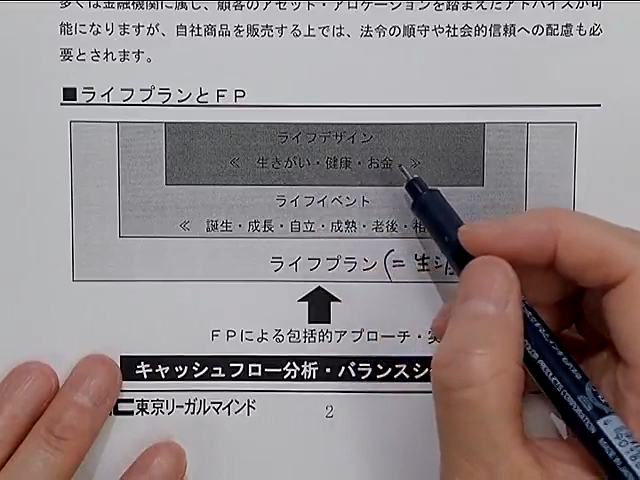 多くは金融機関に属し、顧客のアセット・アロケーションを踏まえたアドバイスが可
能になりますが、自社商品を販売する上では、法令の順守や社会的信頼への配慮も必
要とされます。
■ライフプランとＦＰ
ライフデザイン
≪ 生きがい・健康・お金 ≫
ライフイベント
≪ 誕生・成長・自立・成熟・老後・相
ライフプラン(＝生活
ＦＰによる包括的アプローチ・
キャッシュフロー分析・バランスシ
東京リーガルマインド
2